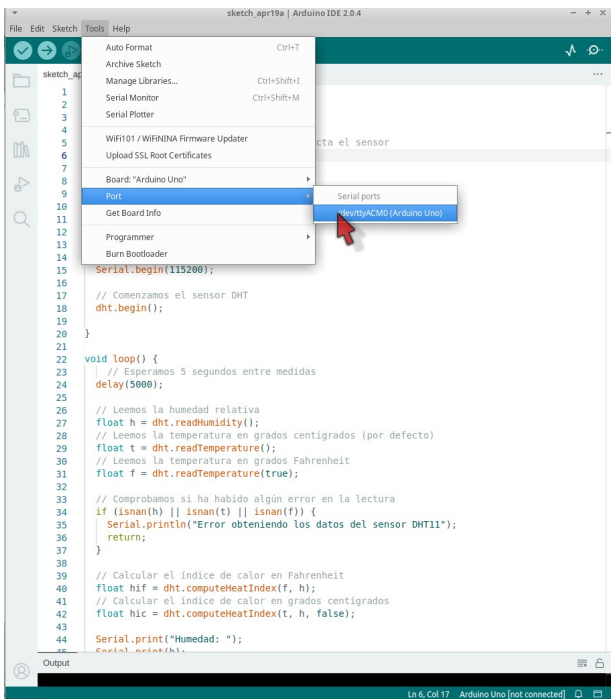 sketch_apr19a | Arduino IDE 2.0.4
File Edit Sketch Tools Help
sketch_ap
Auto Format Ctrl+T
Archive Sketch
Manage Libraries... Ctrl+Shift+I
Serial Monitor Ctrl+Shift+M
Serial Plotter
WiFi101 / WiFiNINA Firmware Updater
Upload SSL Root Certificates
Board: "Arduino Uno"
Port
Get Board Info
Programmer
Burn Bootloader
Serial ports
/dev/ttyACM0 (Arduino Uno)
1
2
3
4
5 cta el sensor
6
7
8
9
10
11
12
13
14
15 Serial.begin(115200);
16
17 // Comenzamos el sensor DHT
18 dht.begin();
19
20 }
21
22 void loop() {
23 // Esperamos 5 segundos entre medidas
24 delay(5000);
25
26 // Leemos la humedad relativa
27 float h = dht.readHumidity();
28 // Leemos la temperatura en grados centígrados (por defecto)
29 float t = dht.readTemperature();
30 // Leemos la temperatura en grados Fahrenheit
31 float f = dht.readTemperature(true);
32
33 // Comprobamos si ha habido algún error en la lectura
34 if (isnan(h) || isnan(t) || isnan(f)) {
35 Serial.println("Error obteniendo los datos del sensor DHT11");
36 return;
37 }
38
39 // Calcular el índice de calor en Fahrenheit
40 float hif = dht.computeHeatIndex(f, h);
41 // Calcular el índice de calor en grados centígrados
42 float hic = dht.computeHeatIndex(t, h, false);
43
44 Serial.print("Humedad: ");
45 Serial.print(h);
Output
Ln 6, Col 17 Arduino Uno [not connected]